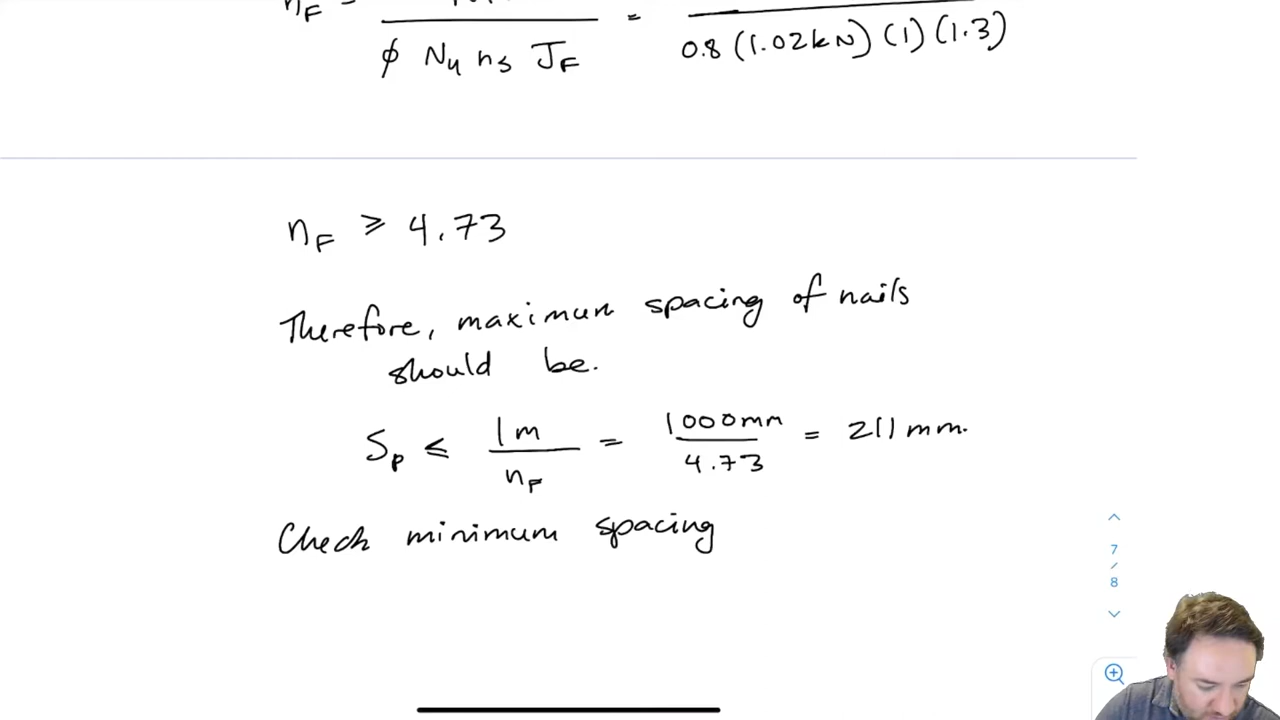 n_F = = 
φ N_u n_s J_F
0.8 (1.02kN) (1) (1.3)
n_F ≥ 4.73
Therefore, maximum spacing of nails
should be.
S_P ≤ 1m / n_F = 1000mm / 4.73 = 211mm.
Check minimum spacing
7
/
8